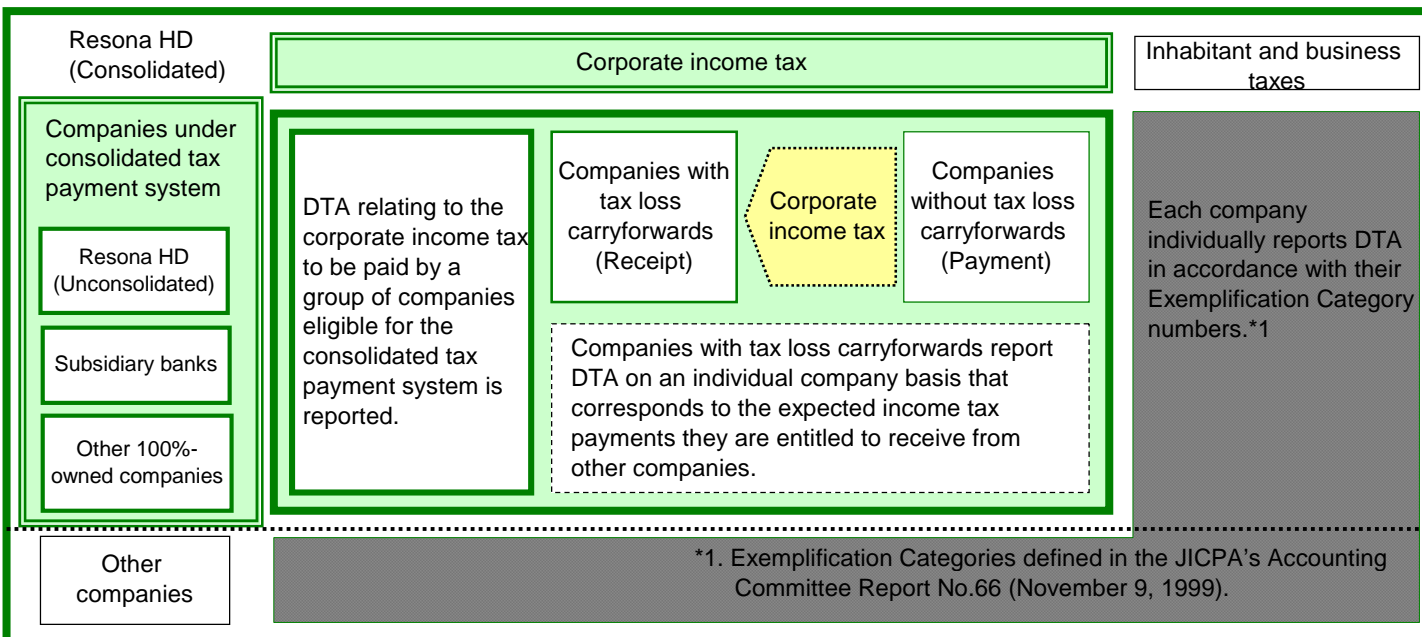 Resona HD
(Consolidated)
Corporate income tax
Inhabitant and business
taxes
Companies under
consolidated tax
payment system
Resona HD
(Unconsolidated)
Subsidiary banks
Other 100%-
owned companies
DTA relating to the
corporate income tax
to be paid by a
group of companies
eligible for the
consolidated tax
payment system is
reported.
Companies with
tax loss
carryforwards
(Receipt)
Corporate
income tax
Companies
without tax loss
carryforwards
(Payment)
Companies with tax loss carryforwards report
DTA on an individual company basis that
corresponds to the expected income tax
payments they are entitled to receive from
other companies.
Each company
individually reports DTA
in accordance with their
Exemplification Category
numbers.*1
Other
companies
*1. Exemplification Categories defined in the JICPA's Accounting
Committee Report No.66 (November 9, 1999).